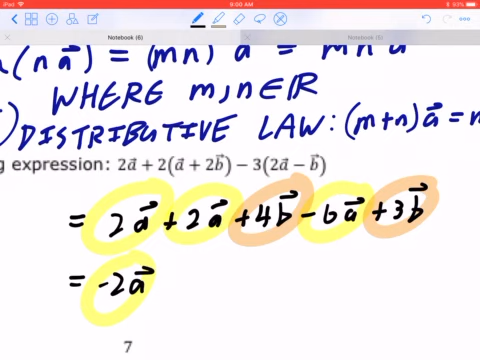 iPad 9:00 AM 93%
Notebook (6) Notebook (5)
(n a⃗) = (mn) a⃗ = mn a⃗
WHERE m,n∈ℝ
) DISTRIBUTIVE LAW: (m+n)a⃗ = m
g expression: 2a⃗ + 2(a⃗ + 2b⃗) − 3(2a⃗ − b⃗)
= 2a⃗ + 2a⃗ + 4b⃗ − 6a⃗ + 3b⃗
= -2a⃗
7